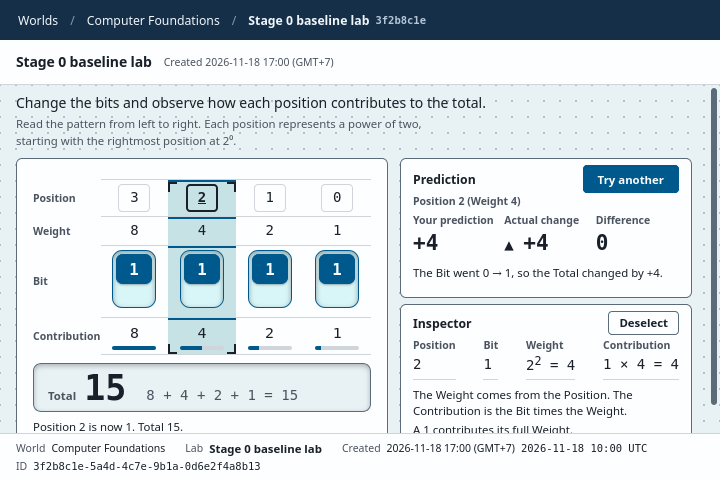 Worlds / Computer Foundations / Stage 0 baseline lab 3f2b8c1e
Stage 0 baseline lab Created 2026-11-18 17:00 (GMT+7)
Change the bits and observe how each position contributes to the total.
Read the pattern from left to right. Each position represents a power of two,
starting with the rightmost position at 2⁰.
Position 3 2 1 0
Weight 8 4 2 1
Bit 1 1 1 1
Contribution 8 4 2 1
Total 15 8 + 4 + 2 + 1 = 15
Position 2 is now 1. Total 15.
Prediction Try another
Position 2 (Weight 4)
Your prediction Actual change Difference
+4 ▲ +4 0
The Bit went 0 → 1, so the Total changed by +4.
Inspector Deselect
Position Bit Weight Contribution
2 1 2² = 4 1 × 4 = 4
The Weight comes from the Position. The
Contribution is the Bit times the Weight.
A 1 contributes its full Weight.
World Computer Foundations Lab Stage 0 baseline lab Created 2026-11-18 17:00 (GMT+7) 2026-11-18 10:00 UTC
ID 3f2b8c1e-5a4d-4c7e-9b1a-0d6e2f4a8b13